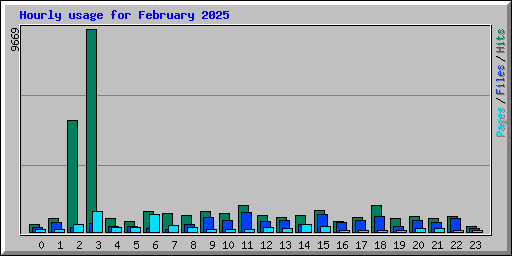 Hourly usage for February 2025
9669
Pages / Files / Hits
0 1 2 3 4 5 6 7 8 9 10 11 12 13 14 15 16 17 18 19 20 21 22 23